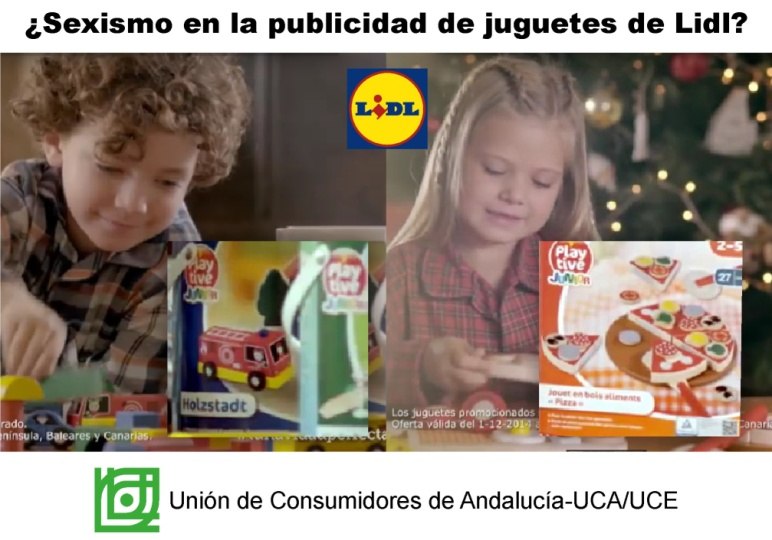 ¿Sexismo en la publicidad de juguetes de Lidl?
LIDL
Play
tive
JUNIOR
Play
tive
JUNIOR
Holzstadt
Play
tive
JUNIOR
2-5
27
Jouet en bois aliments
« Pizza »
rado.
enínsula, Baleares y Canarias.
Los juguetes promocionados
Oferta válida del 1-12-2014 a
Canari
Unión de Consumidores de Andalucía-UCA/UCE